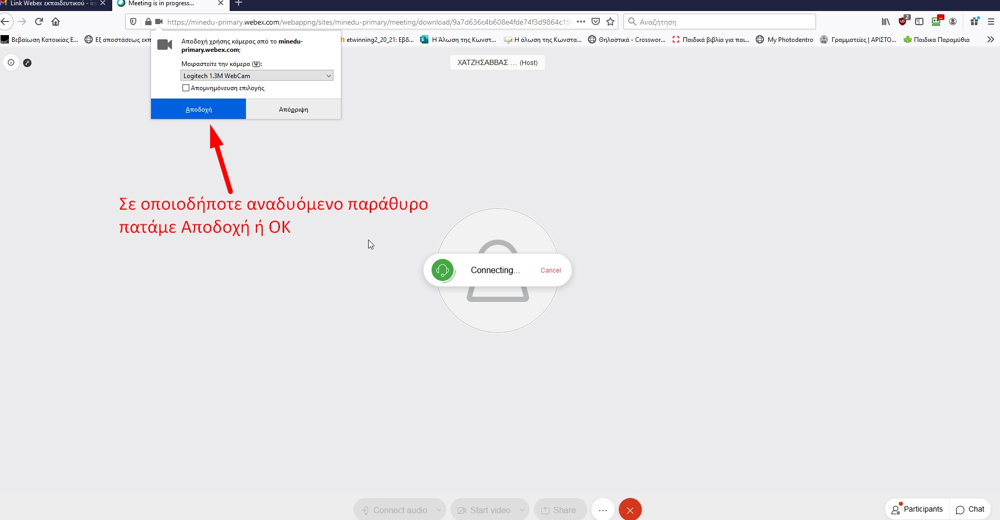 Link Webex εκπαιδευτικού - ira
Meeting is in progress...
https://minedu-primary.webex.com/webappng/sites/minedu-primary/meeting/download/9a7d636c4b608e4fde74f3d9864c19
Αναζήτηση
2
Βεβαίωση Κατοικίας Ε...
Εξ αποστάσεως εκπ
etwinning2_20_21: Εβδ...
Η Άλωση της Κωνστ...
Η άλωση της Κωνστα...
Θηλαστικά - Crosswor...
Παιδικά βιβλία για παι...
My Photodentro
Γραμματείες | ΑΡΙΣΤΟ...
Παιδικα Παραμύθια
Αποδοχή χρήσης κάμερας από το minedu-
primary.webex.com;
Μοιραστείτε την κάμερα (Ψ):
Logitech 1.3M WebCam
Απομνημόνευση επιλογής
Αποδοχή
Απόρριψη
ΧΑΤΖΗΣΑΒΒΑΣ ... (Host)
Σε οποιοδήποτε αναδυόμενο παράθυρο
πατάμε Αποδοχή ή ΟΚ
Connecting...
Cancel
Connect audio
Start video
Share
Participants
Chat